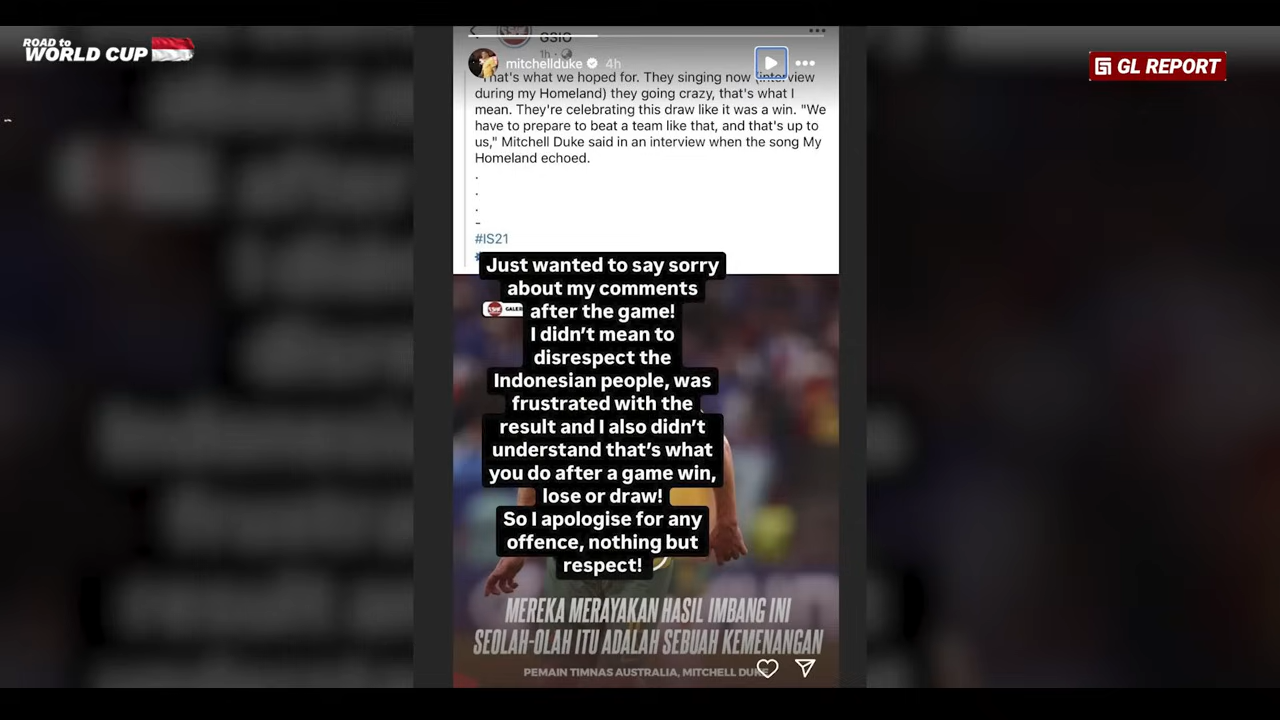 ROAD to
WORLD CUP
GL REPORT
GSIO
1h
mitchellduke 4h
That's what we hoped for. They singing now (interview
during my Homeland) they going crazy, that's what I
mean. They're celebrating this draw like it was a win. "We
have to prepare to beat a team like that, and that's up to
us," Mitchell Duke said in an interview when the song My
Homeland echoed.
.
.
.
-
#IS21
Just wanted to say sorry
about my comments
after the game!
I didn't mean to
disrespect the
Indonesian people, was
frustrated with the
result and I also didn't
understand that's what
you do after a game win,
lose or draw!
So I apologise for any
offence, nothing but
respect!
MEREKA MERAYAKAN HASIL IMBANG INI
SEOLAH-OLAH ITU ADALAH SEBUAH KEMENANGAN
PEMAIN TIMNAS AUSTRALIA, MITCHELL DUKE